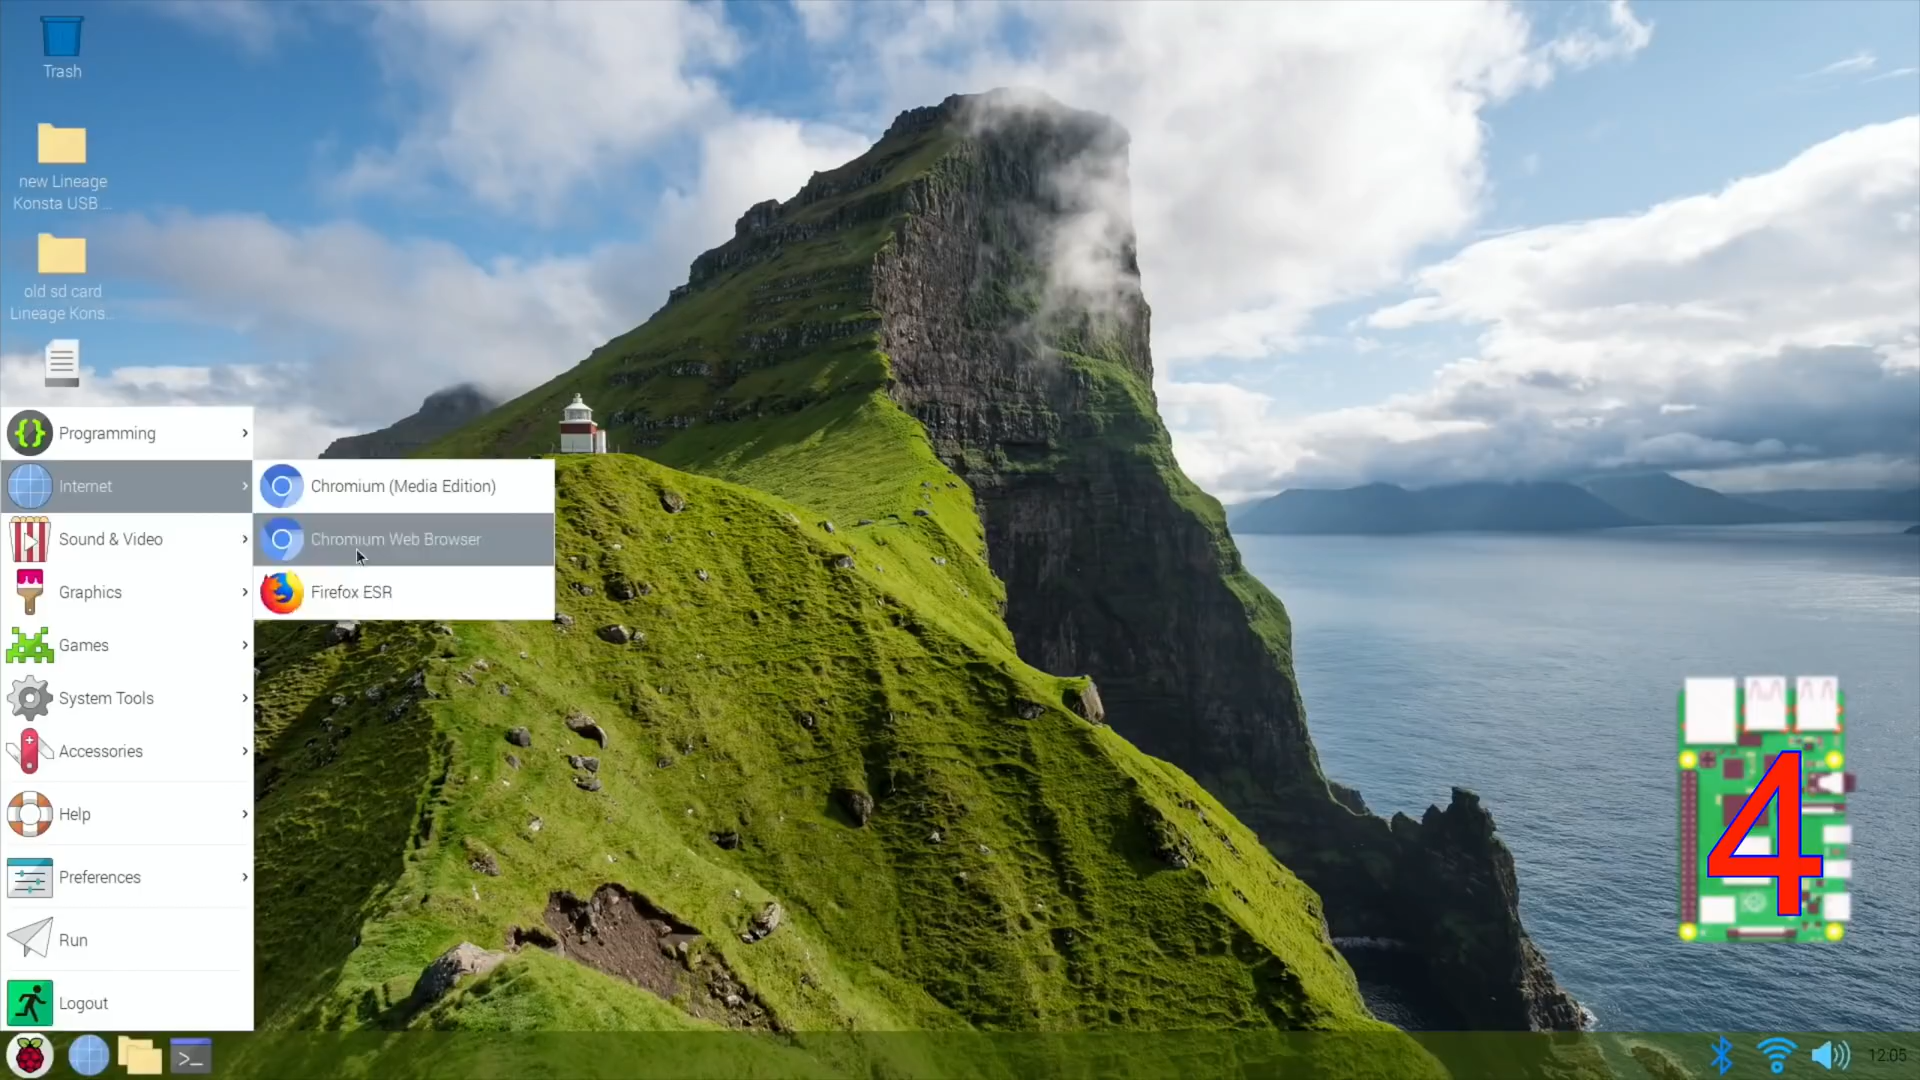 Trash
new Lineage
Konsta USB ...
old sd card
Lineage Kons...
Programming
Internet
Chromium (Media Edition)
Sound & Video
Chromium Web Browser
Graphics
Firefox ESR
Games
System Tools
Accessories
Help
Preferences
Run
Logout
4
>_
12:05